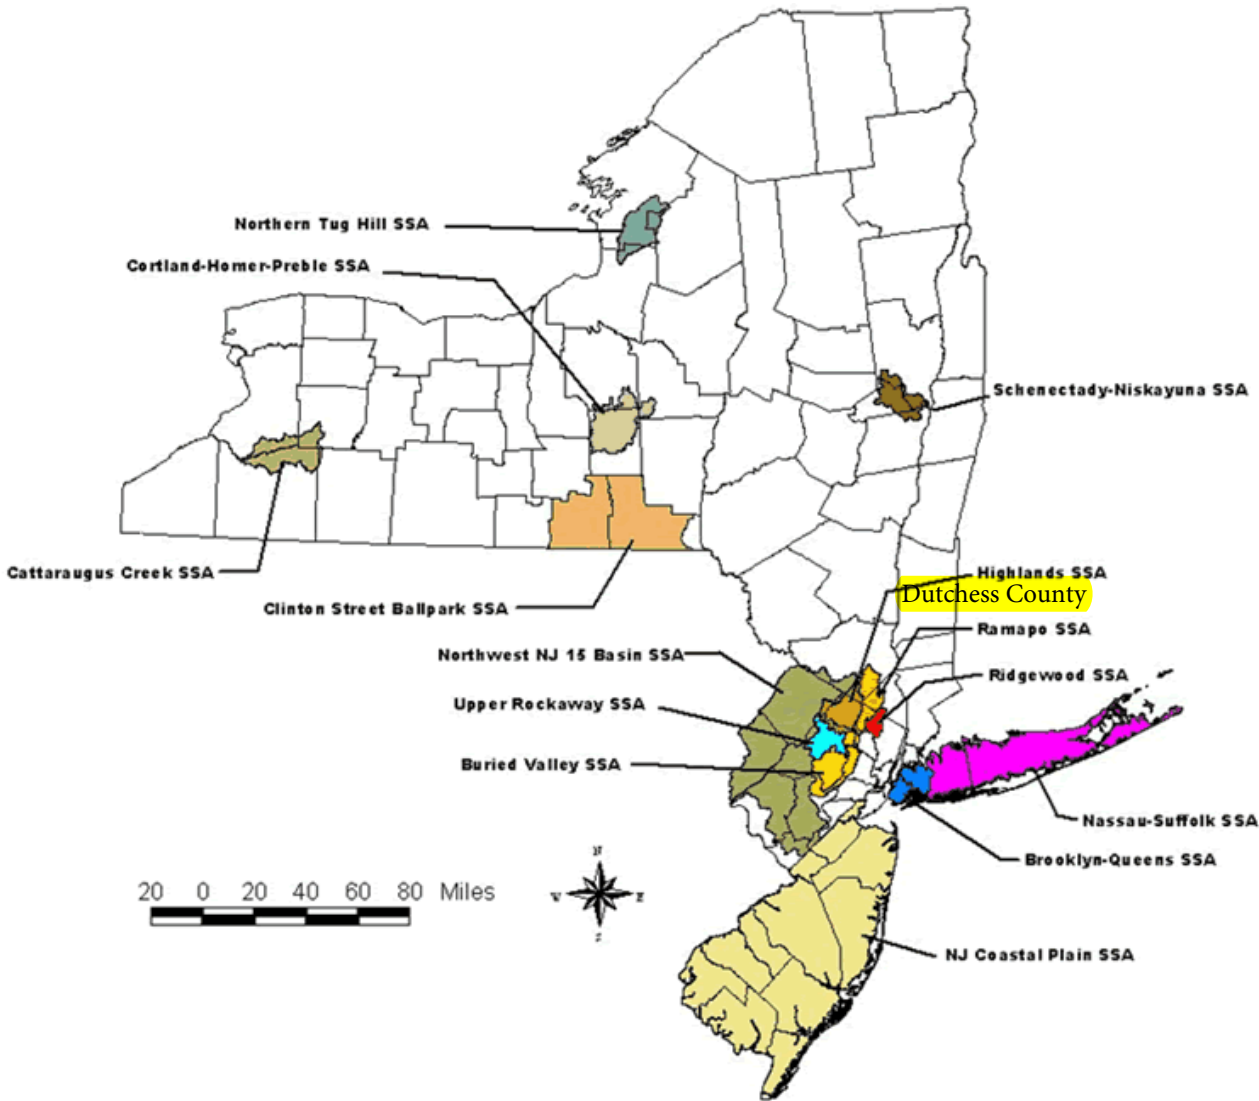 Northern Tug Hill SSA
Cortland-Homer-Preble SSA
Schenectady-Niskayuna SSA
Cattaraugus Creek SSA
Clinton Street Ballpark SSA
Highlands SSA
Dutchess County
Ramapo SSA
Northwest NJ 15 Basin SSA
Ridgewood SSA
Upper Rockaway SSA
Buried Valley SSA
Nassau-Suffolk SSA
Brooklyn-Queens SSA
N
W E
S
20 0 20 40 60 80 Miles
NJ Coastal Plain SSA